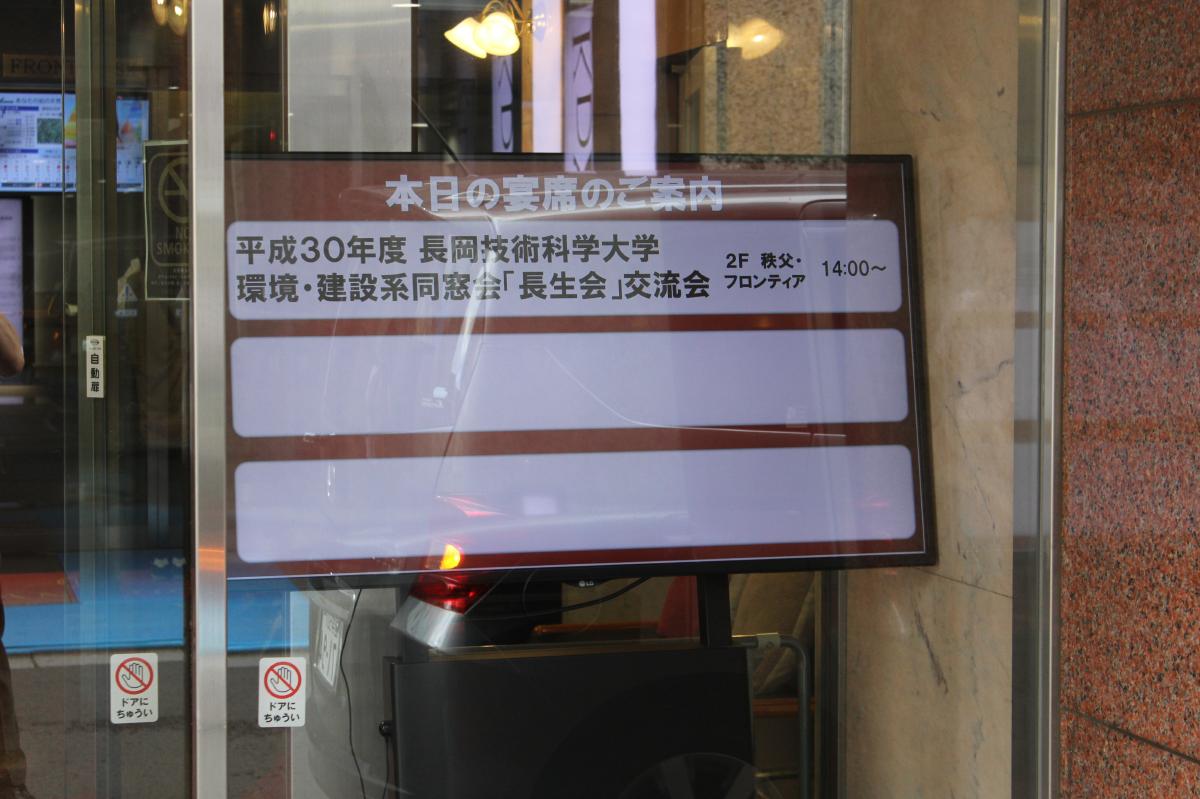 本日の宴席のご案内
平成30年度 長岡技術科学大学
環境・建設系同窓会「長生会」交流会
2F 秩父・
フロンティア
14:00～
自動扉
NO
SMOK
LG
ドアに
ちゅうい
ドアに
ちゅうい